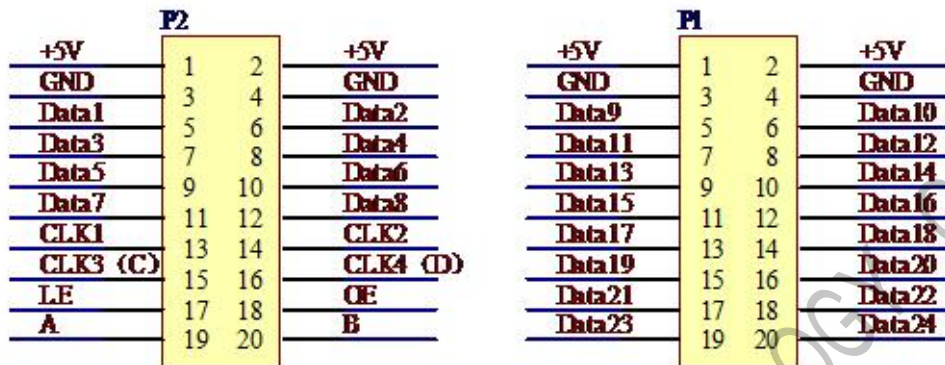 P2 P1
+5V 1 2 +5V +5V 1 2 +5V
GND 3 4 GND GND 3 4 GND
Data1 5 6 Data2 Data9 5 6 Data10
Data3 7 8 Data4 Data11 7 8 Data12
Data5 9 10 Data6 Data13 9 10 Data14
Data7 11 12 Data8 Data15 11 12 Data16
CLK1 13 14 CLK2 Data17 13 14 Data18
CLK3 (C) 15 16 CLK4 (D) Data19 15 16 Data20
LE 17 18 OE Data21 17 18 Data22
A 19 20 B Data23 19 20 Data24
OGY